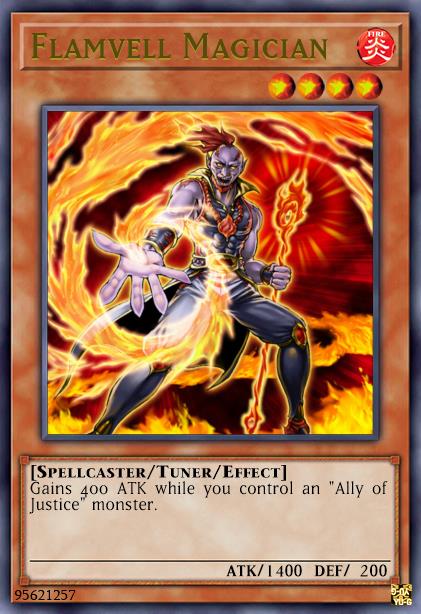 Flamvell Magician
FIRE
炎
[Spellcaster/Tuner/Effect]
Gains 400 ATK while you control an "Ally of
Justice" monster.
ATK/1400 DEF/ 200
95621257